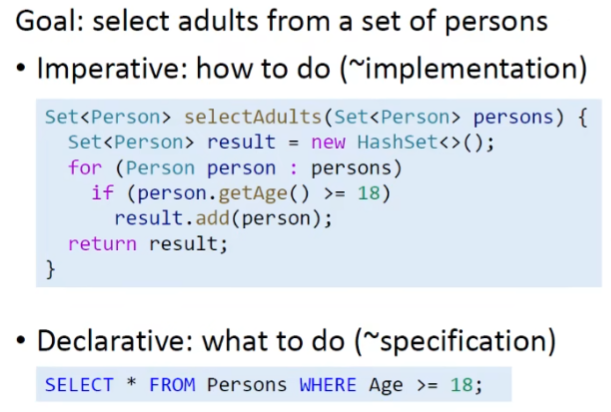 Goal: select adults from a set of persons
• Imperative: how to do (~implementation)
Set<Person> selectAdults(Set<Person> persons) {
  Set<Person> result = new HashSet<>();
  for (Person person : persons)
    if (person.getAge() >= 18)
      result.add(person);
  return result;
}
• Declarative: what to do (~specification)
SELECT * FROM Persons WHERE Age >= 18;